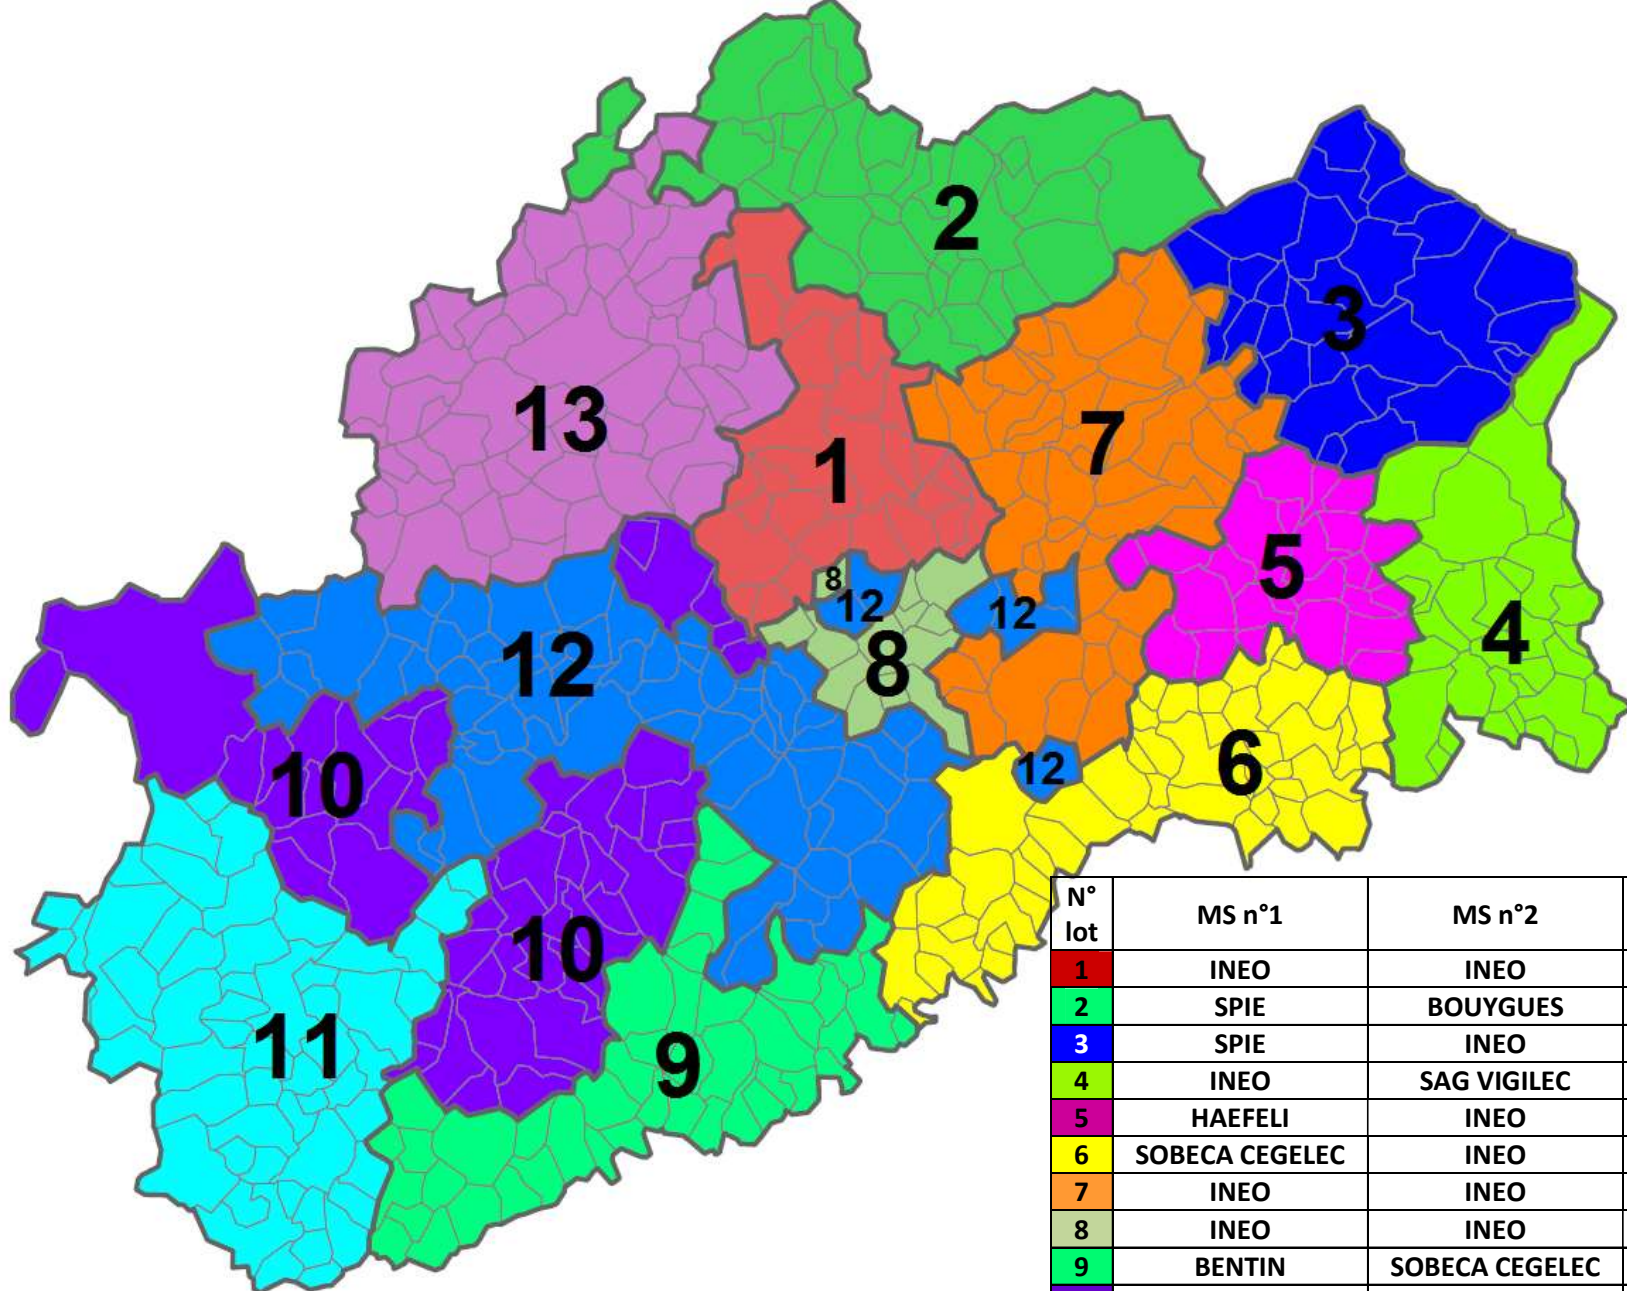 2
3
13
7
1
5
8
12
12
4
12
8
6
12
10
N° lot
MS n°1
MS n°2
10
1 INEO INEO
2 SPIE BOUYGUES
3 SPIE INEO
11
4 INEO SAG VIGILEC
9
5 HAEFELI INEO
6 SOBECA CEGELEC INEO
7 INEO INEO
8 INEO INEO
9 BENTIN SOBECA CEGELEC